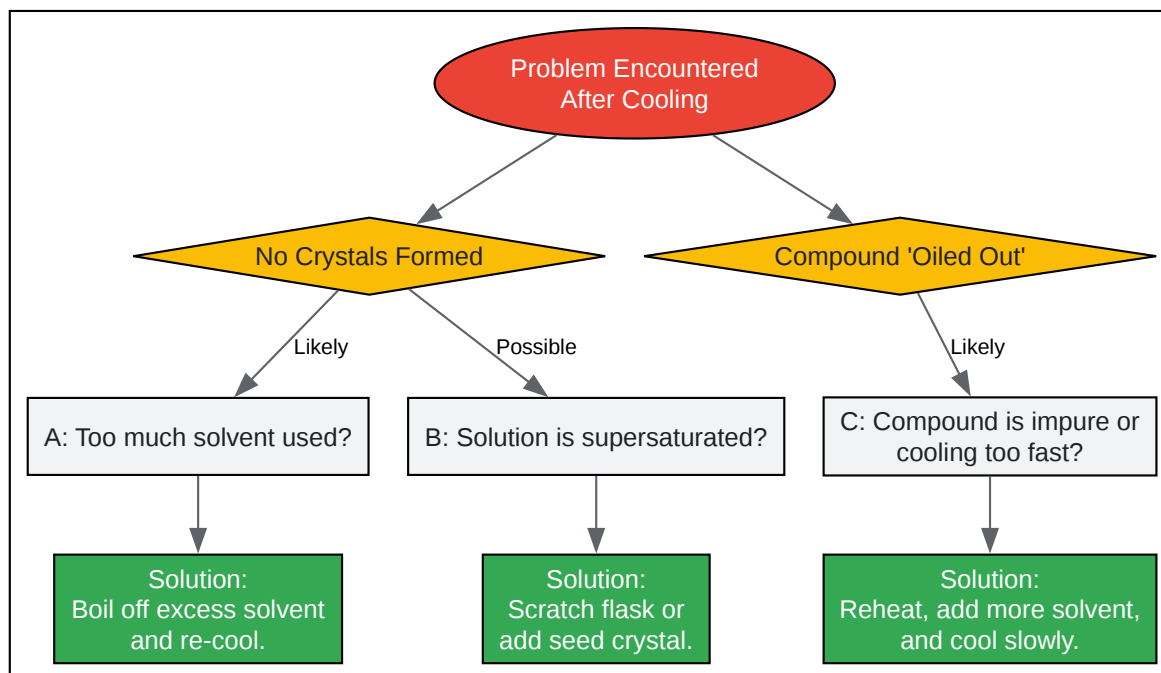 Problem Encountered
After Cooling
No Crystals Formed
Compound 'Oiled Out'
Likely
Possible
Likely
A: Too much solvent used?
B: Solution is supersaturated?
C: Compound is impure or
cooling too fast?
Solution:
Boil off excess solvent
and re-cool.
Solution:
Scratch flask or
add seed crystal.
Solution:
Reheat, add more solvent,
and cool slowly.